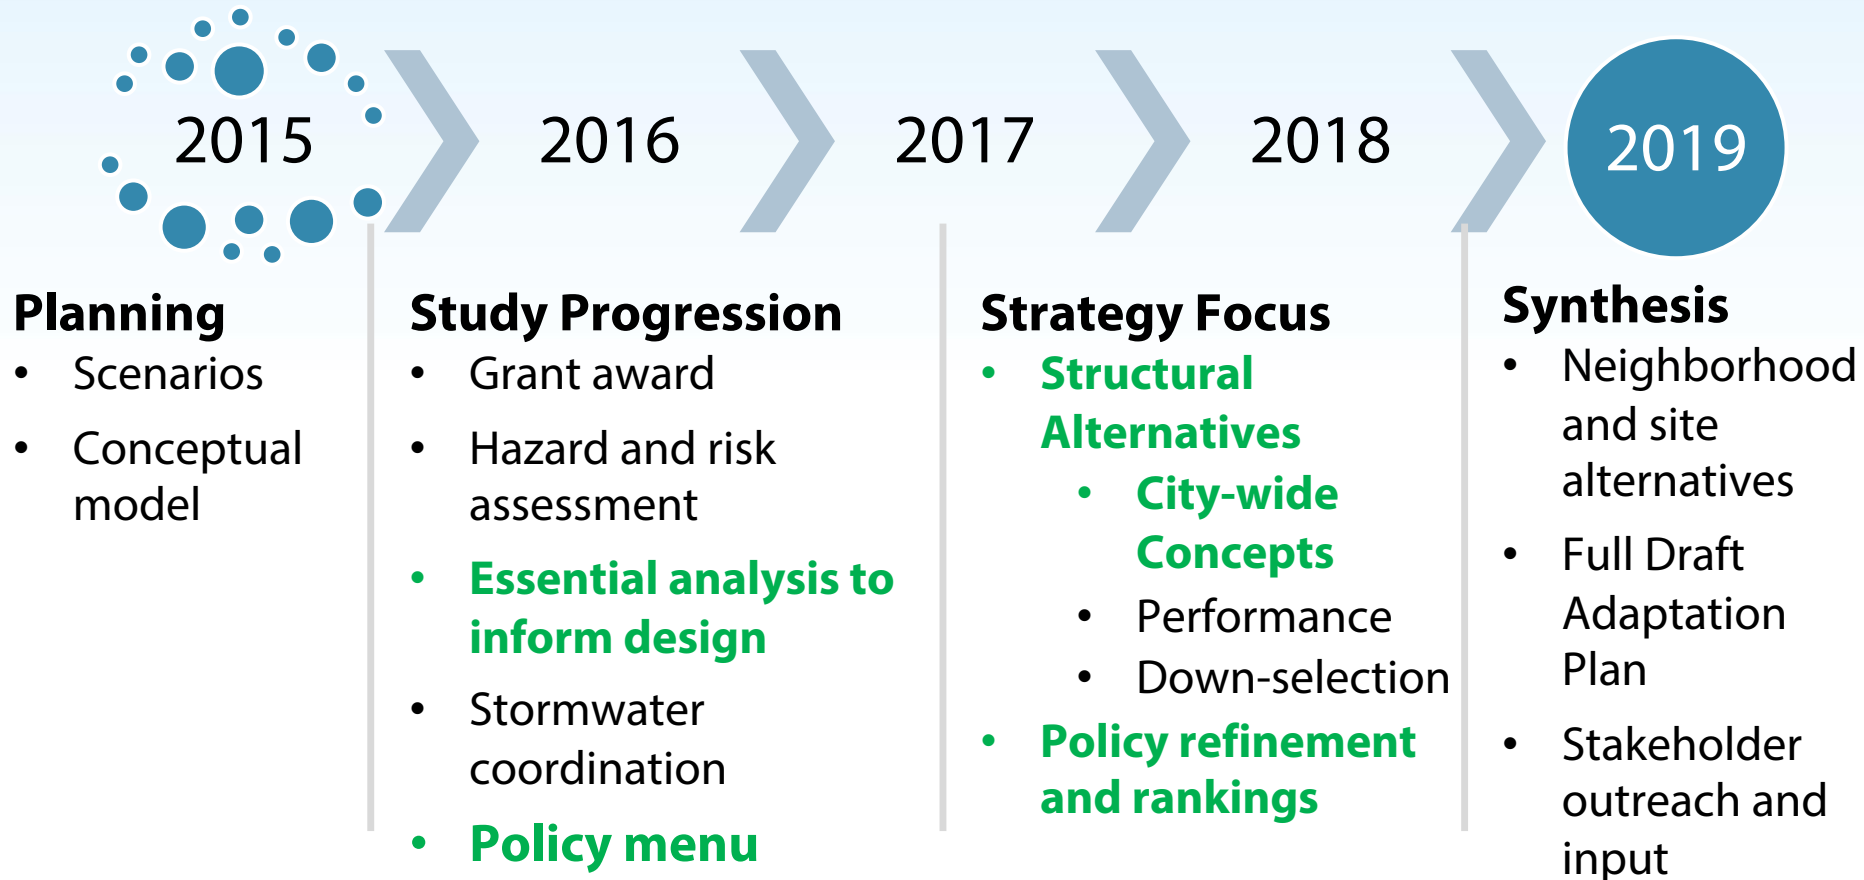 2015
2016
2017
2018
2019
Planning
• Scenarios
• Conceptual
model
Study Progression
• Grant award
• Hazard and risk
assessment
• Essential analysis to
inform design
• Stormwater
coordination
• Policy menu
Strategy Focus
• Structural
Alternatives
• City-wide
Concepts
• Performance
• Down-selection
• Policy refinement
and rankings
Synthesis
• Neighborhood
and site
alternatives
• Full Draft
Adaptation
Plan
• Stakeholder
outreach and
input